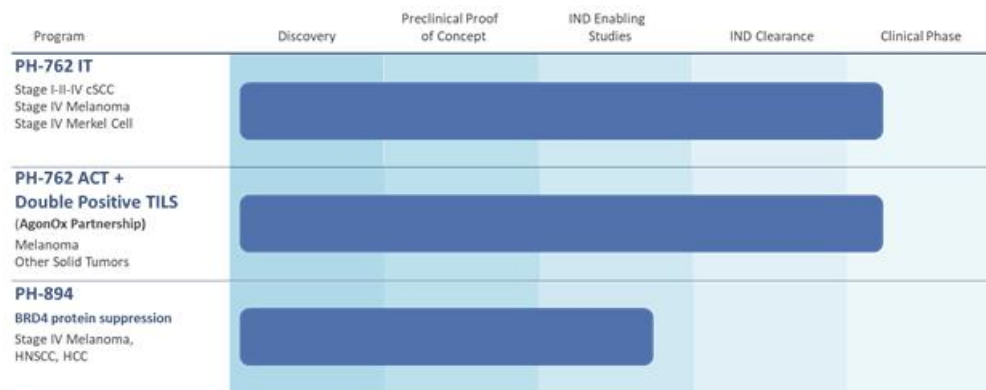 Program
Discovery
Preclinical Proof
of Concept
IND Enabling
Studies
IND Clearance
Clinical Phase
PH-762 IT
Stage I-II-IV cSCC
Stage IV Melanoma
Stage IV Merkel Cell
PH-762 ACT +
Double Positive TILS
(AgonOx Partnership)
Melanoma
Other Solid Tumors
PH-894
BRD4 protein suppression
Stage IV Melanoma,
HNSCC, HCC